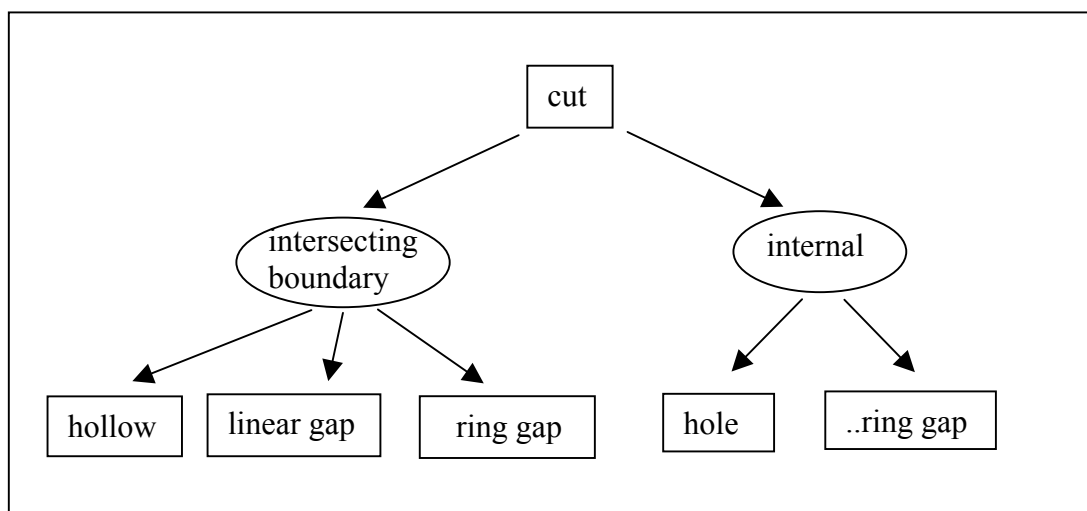 cut
intersecting
boundary
internal
hollow
linear gap
ring gap
hole
..ring gap